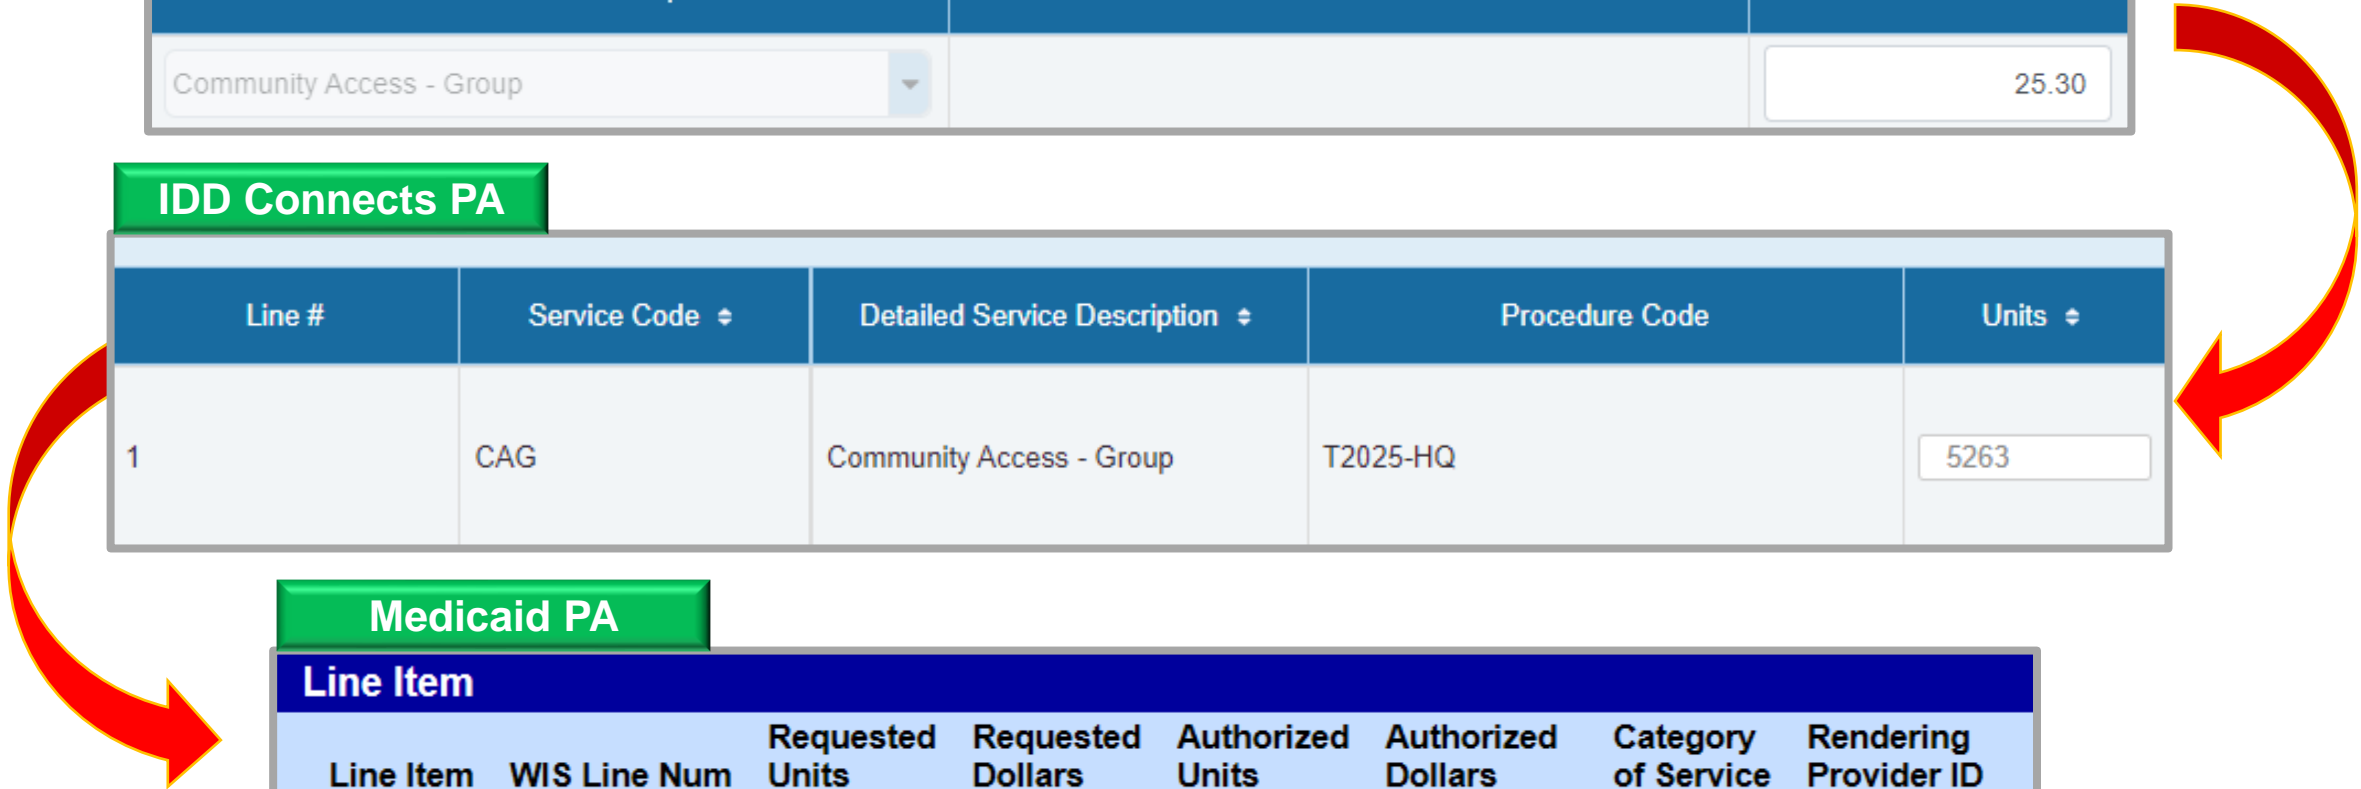 Community Access - Group 25.30
IDD Connects PA
Line # Service Code Detailed Service Description Procedure Code Units
1 CAG Community Access - Group T2025-HQ 5263
Medicaid PA
Line Item
Requested Requested Authorized Authorized Category Rendering
Line Item WIS Line Num Units Dollars Units Dollars of Service Provider ID